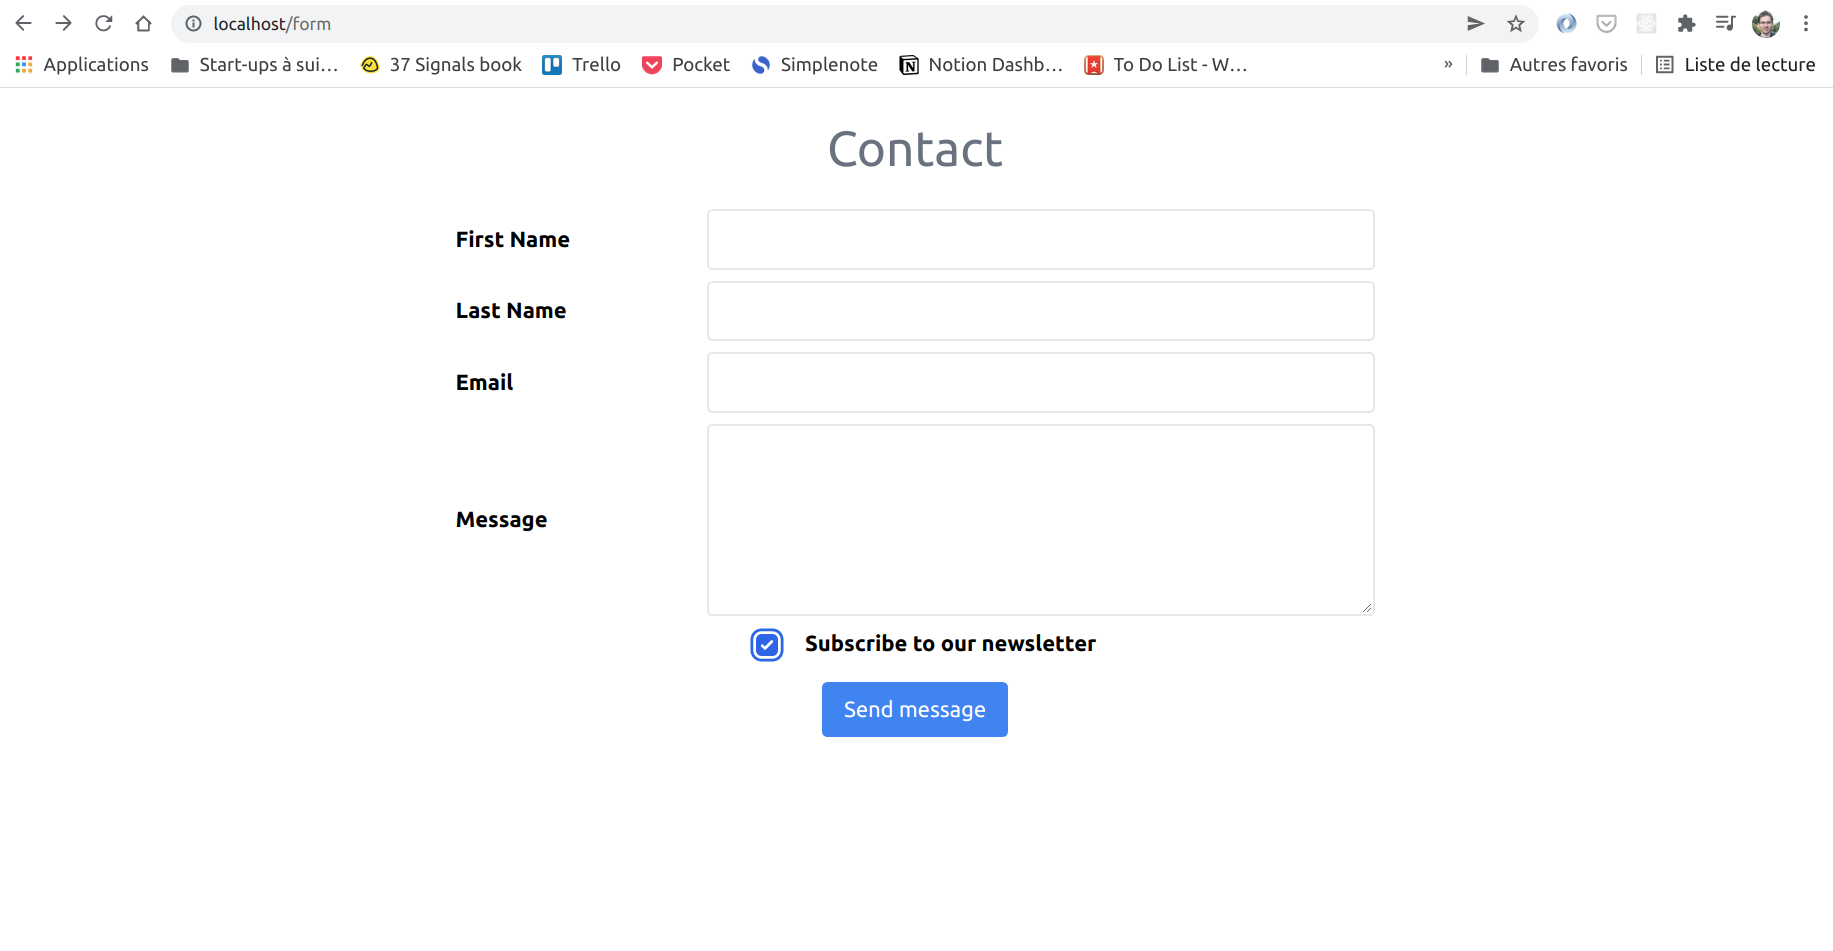 localhost/form
Applications Start-ups à sui... 37 Signals book Trello Pocket Simplenote Notion Dashb... To Do List - W... » Autres favoris Liste de lecture
Contact
First Name
Last Name
Email
Message
Subscribe to our newsletter
Send message